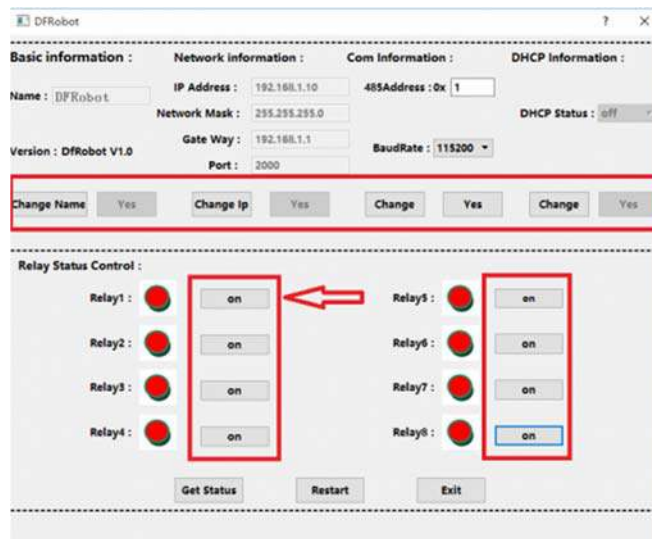 DFRobot ? X
Basic information : Network information : Com Information : DHCP Information :
IP Address : 192.168.1.10 485Address :0x 1
Name : DFRobot
Network Mask : 255.255.255.0 DHCP Status : off
Gate Way : 192.168.1.1
Version : DfRobot V1.0 BaudRate : 115200
Port : 2000
Change Name Yes Change Ip Yes Change Yes Change Yes
Relay Status Control :
Relay1 : on Relay5 : on
Relay2 : on Relay6 : on
Relay3 : on Relay7 : on
Relay4 : on Relay8 : on
Get Status Restart Exit